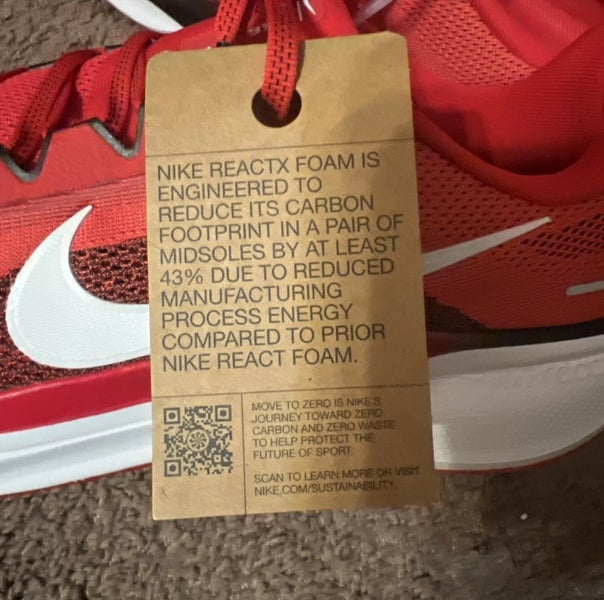 NIKE REACTX FOAM IS
ENGINEERED TO
REDUCE ITS CARBON
FOOTPRINT IN A PAIR OF
MIDSOLES BY AT LEAST
43% DUE TO REDUCED
MANUFACTURING
PROCESS ENERGY
COMPARED TO PRIOR
NIKE REACT FOAM.
MOVE TO ZERO IS NIKE'S
JOURNEY TOWARD ZERO
CARBON AND ZERO WASTE
TO HELP PROTECT THE
FUTURE OF SPORT.
SCAN TO LEARN MORE OR VISIT
NIKE.COM/SUSTAINABILITY.